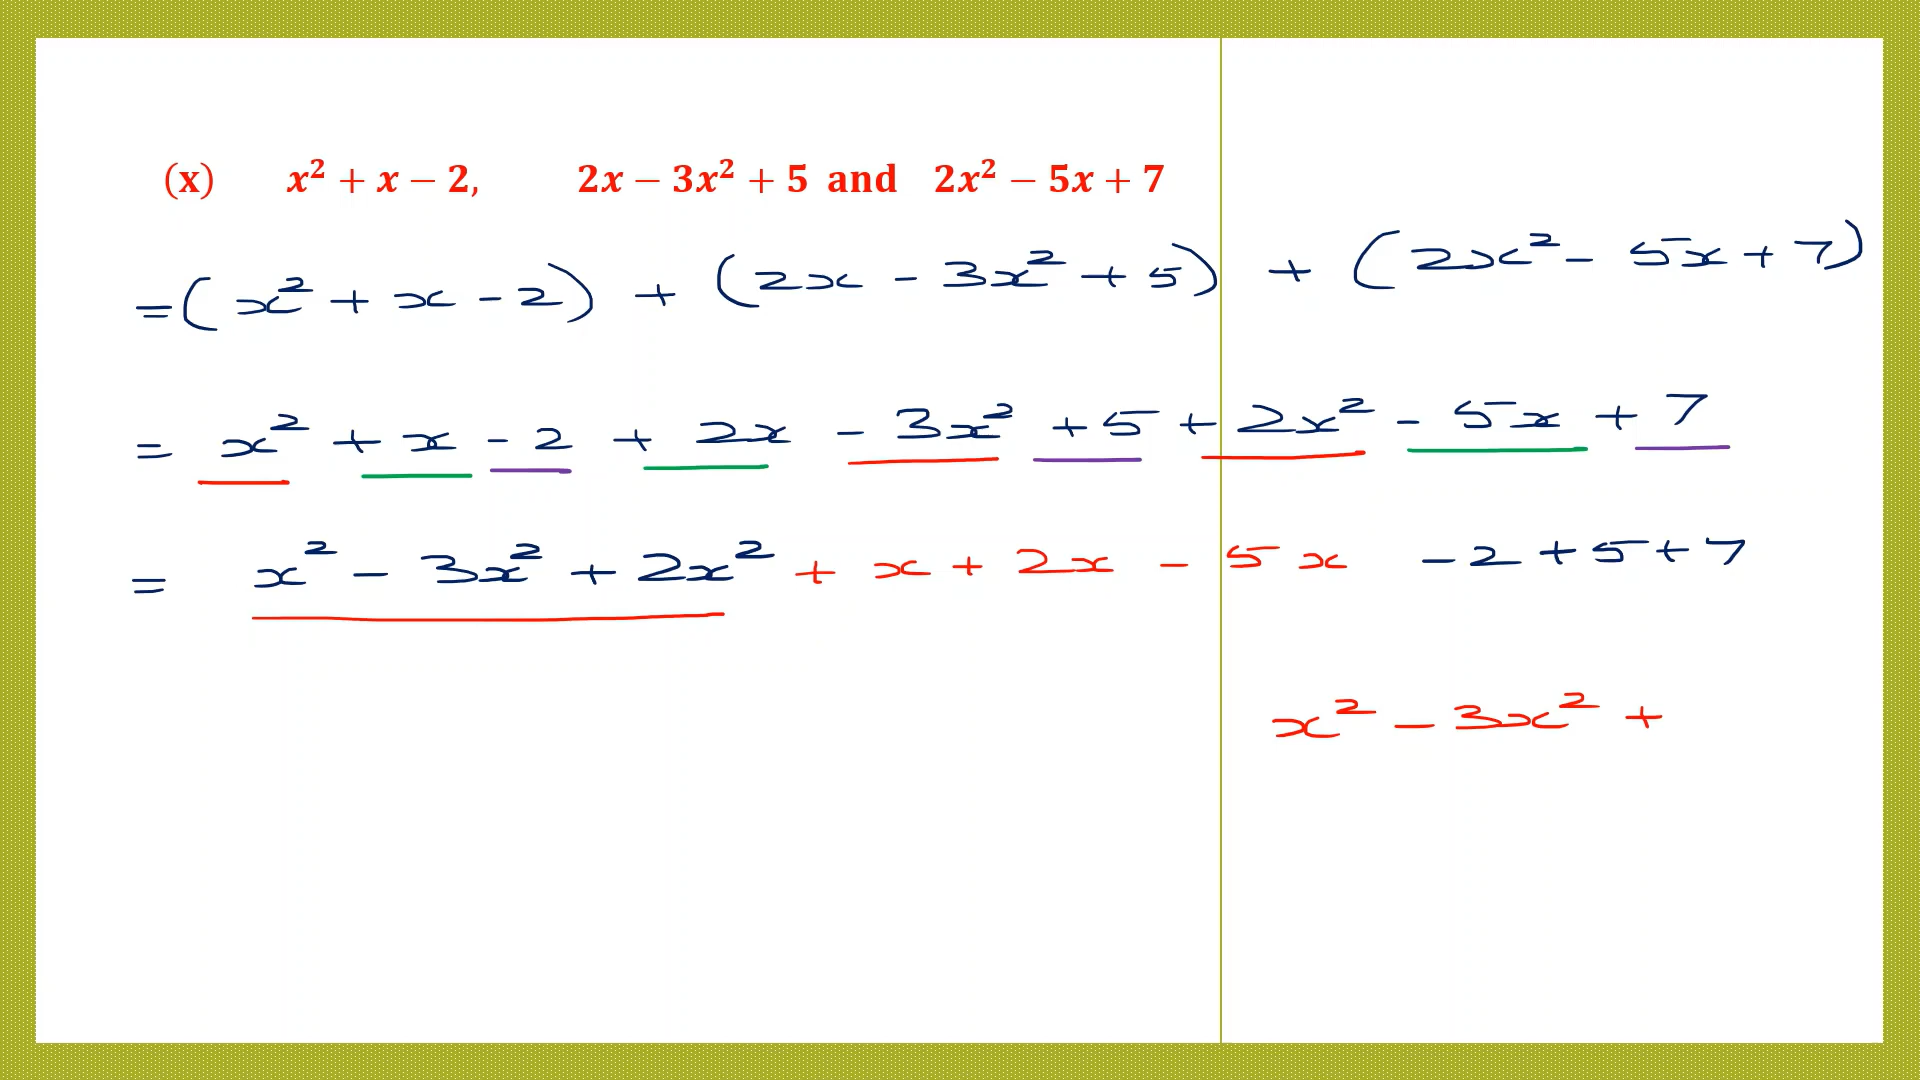 (x) x² + x − 2, 2x − 3x² + 5 and 2x² − 5x + 7
= (x² + x - 2) + (2x - 3x² + 5) + (2x² - 5x + 7)
= x² + x - 2 + 2x - 3x² + 5 + 2x² - 5x + 7
= x² - 3x² + 2x² + x + 2x - 5x - 2 + 5 + 7
x² - 3x² +